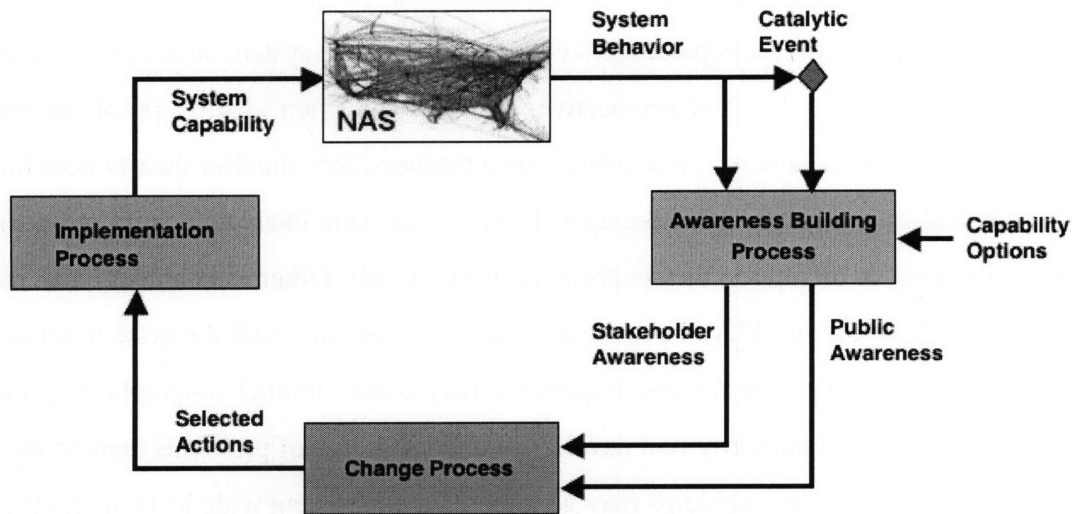 System
Behavior
Catalytic
Event
System
Capability
NAS
Implementation
Process
Awareness Building
Process
Capability
Options
Stakeholder
Awareness
Public
Awareness
Selected
Actions
Change Process